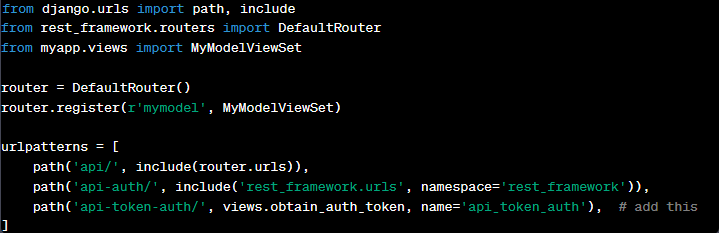 from django.urls import path, include
from rest_framework.routers import DefaultRouter
from myapp.views import MyModelViewSet

router = DefaultRouter()
router.register(r'mymodel', MyModelViewSet)

urlpatterns = [
    path('api/', include(router.urls)),
    path('api-auth/', include('rest_framework.urls', namespace='rest_framework')),
    path('api-token-auth/', views.obtain_auth_token, name='api_token_auth'),  # add this
]